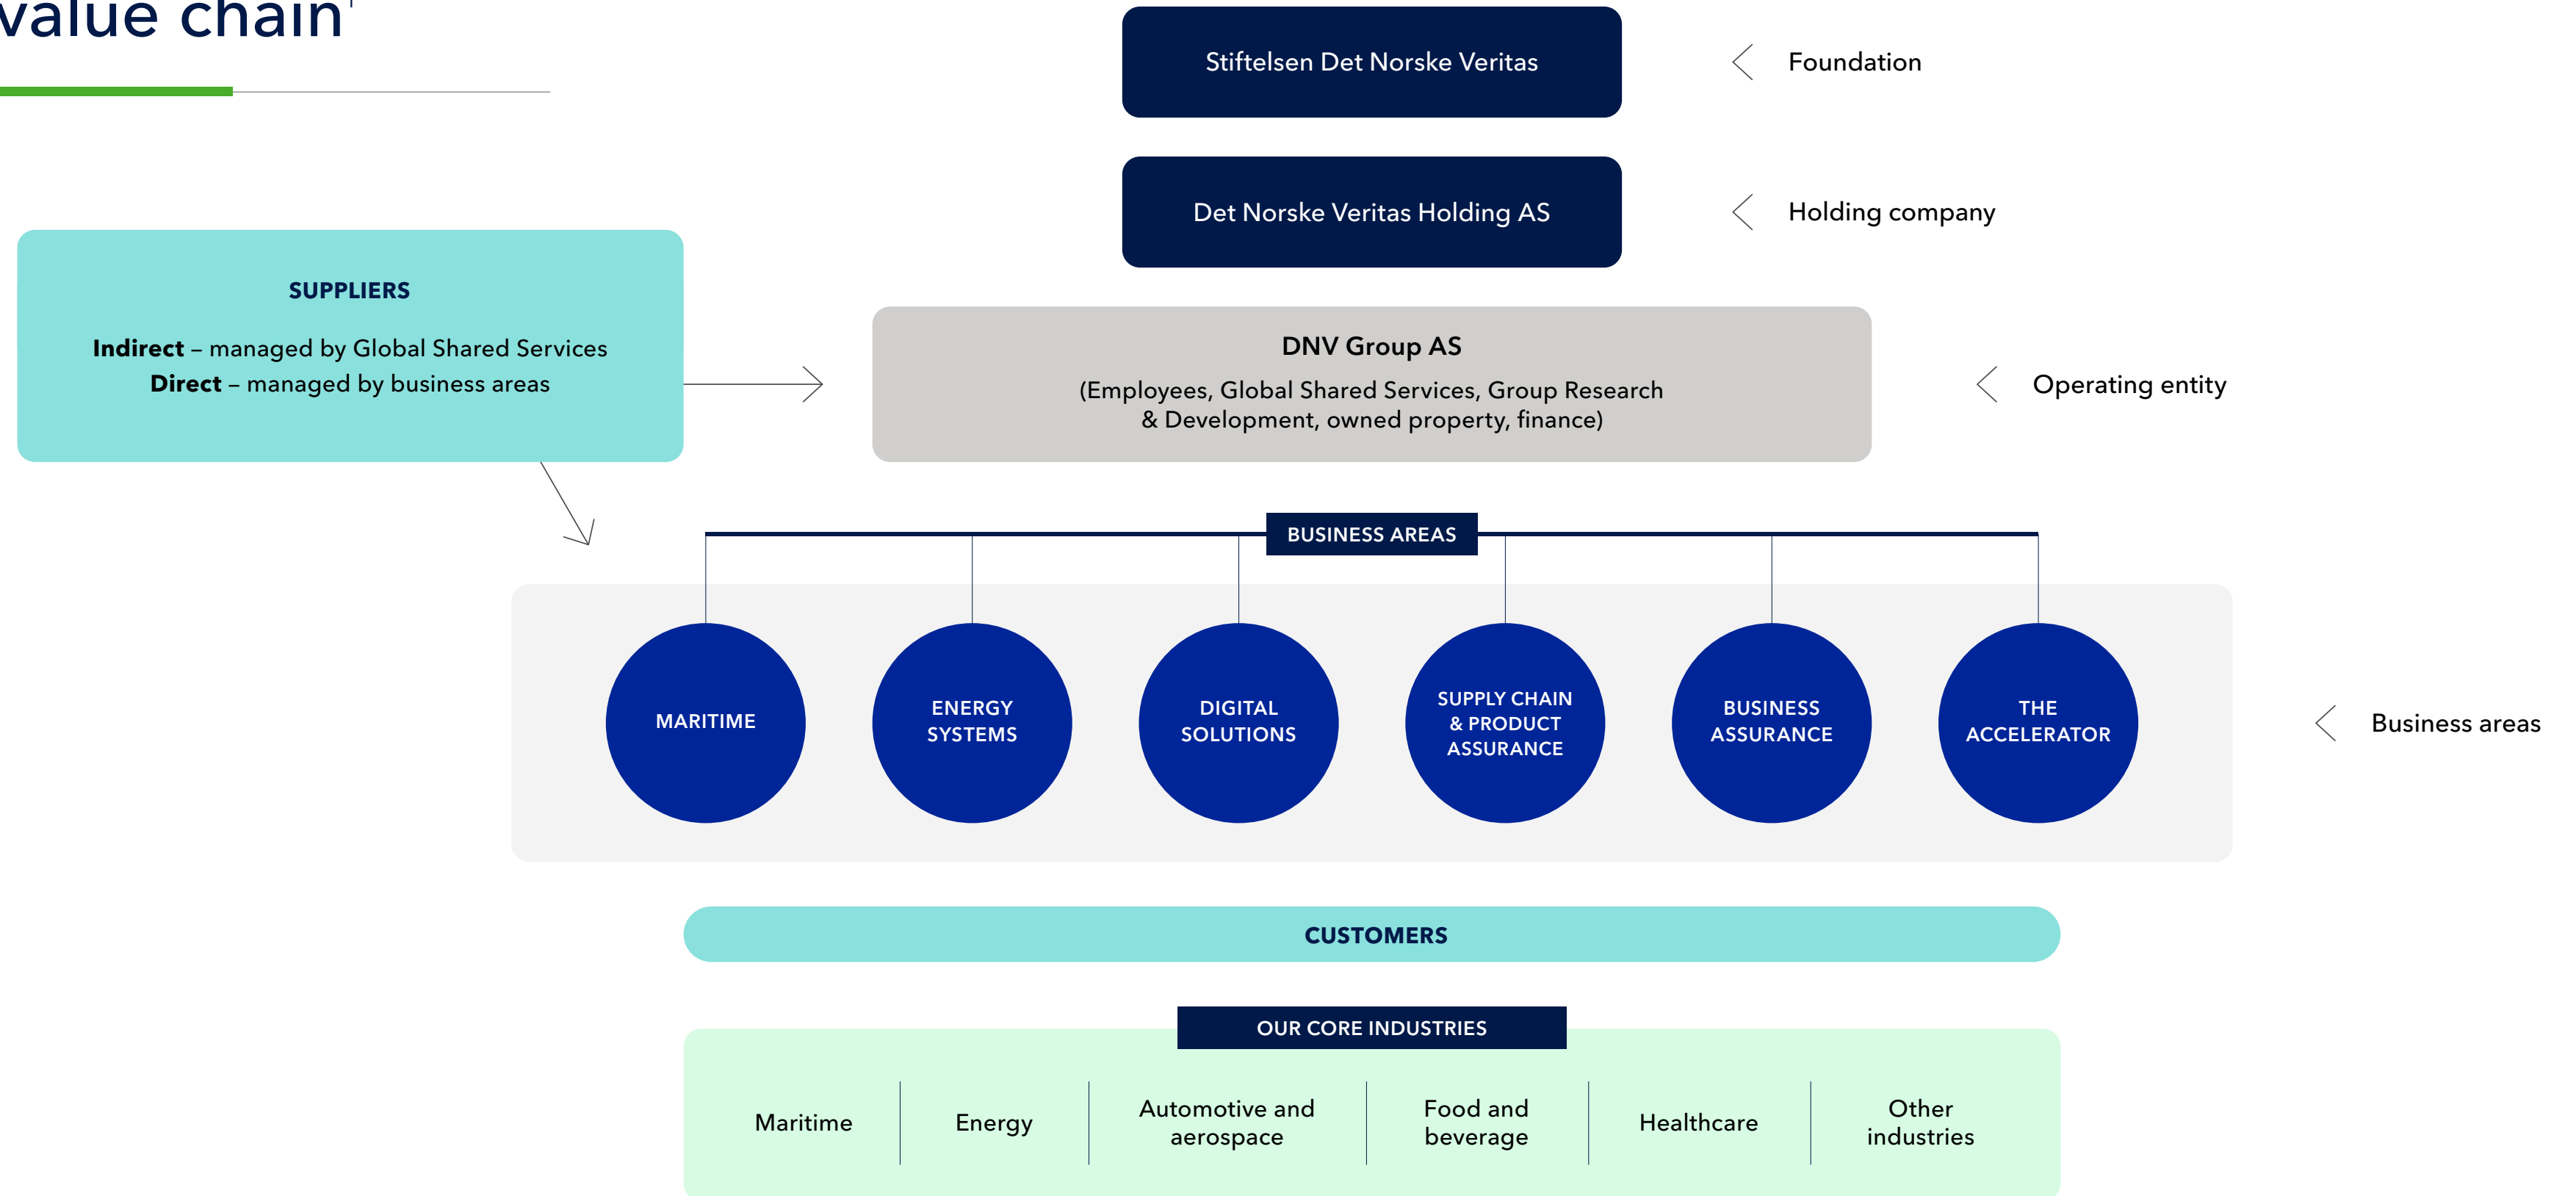 value chain¹
Stiftelsen Det Norske Veritas
Foundation
Det Norske Veritas Holding AS
Holding company
SUPPLIERS
Indirect – managed by Global Shared Services
Direct – managed by business areas
DNV Group AS
(Employees, Global Shared Services, Group Research
& Development, owned property, finance)
Operating entity
BUSINESS AREAS
MARITIME
ENERGY
SYSTEMS
DIGITAL
SOLUTIONS
SUPPLY CHAIN
& PRODUCT
ASSURANCE
BUSINESS
ASSURANCE
THE
ACCELERATOR
Business areas
CUSTOMERS
OUR CORE INDUSTRIES
Maritime
Energy
Automotive and
aerospace
Food and
beverage
Healthcare
Other
industries